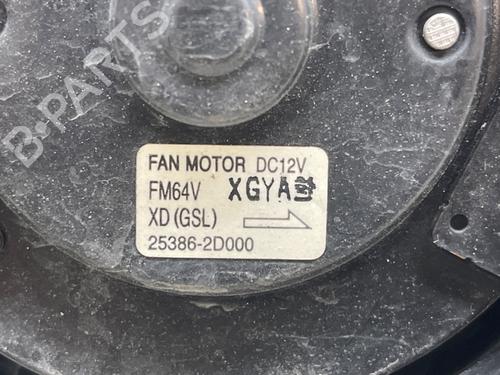 B-PARTS
FAN MOTOR DC12V
FM64V XGYA
XD (GSL)
25386-2D000